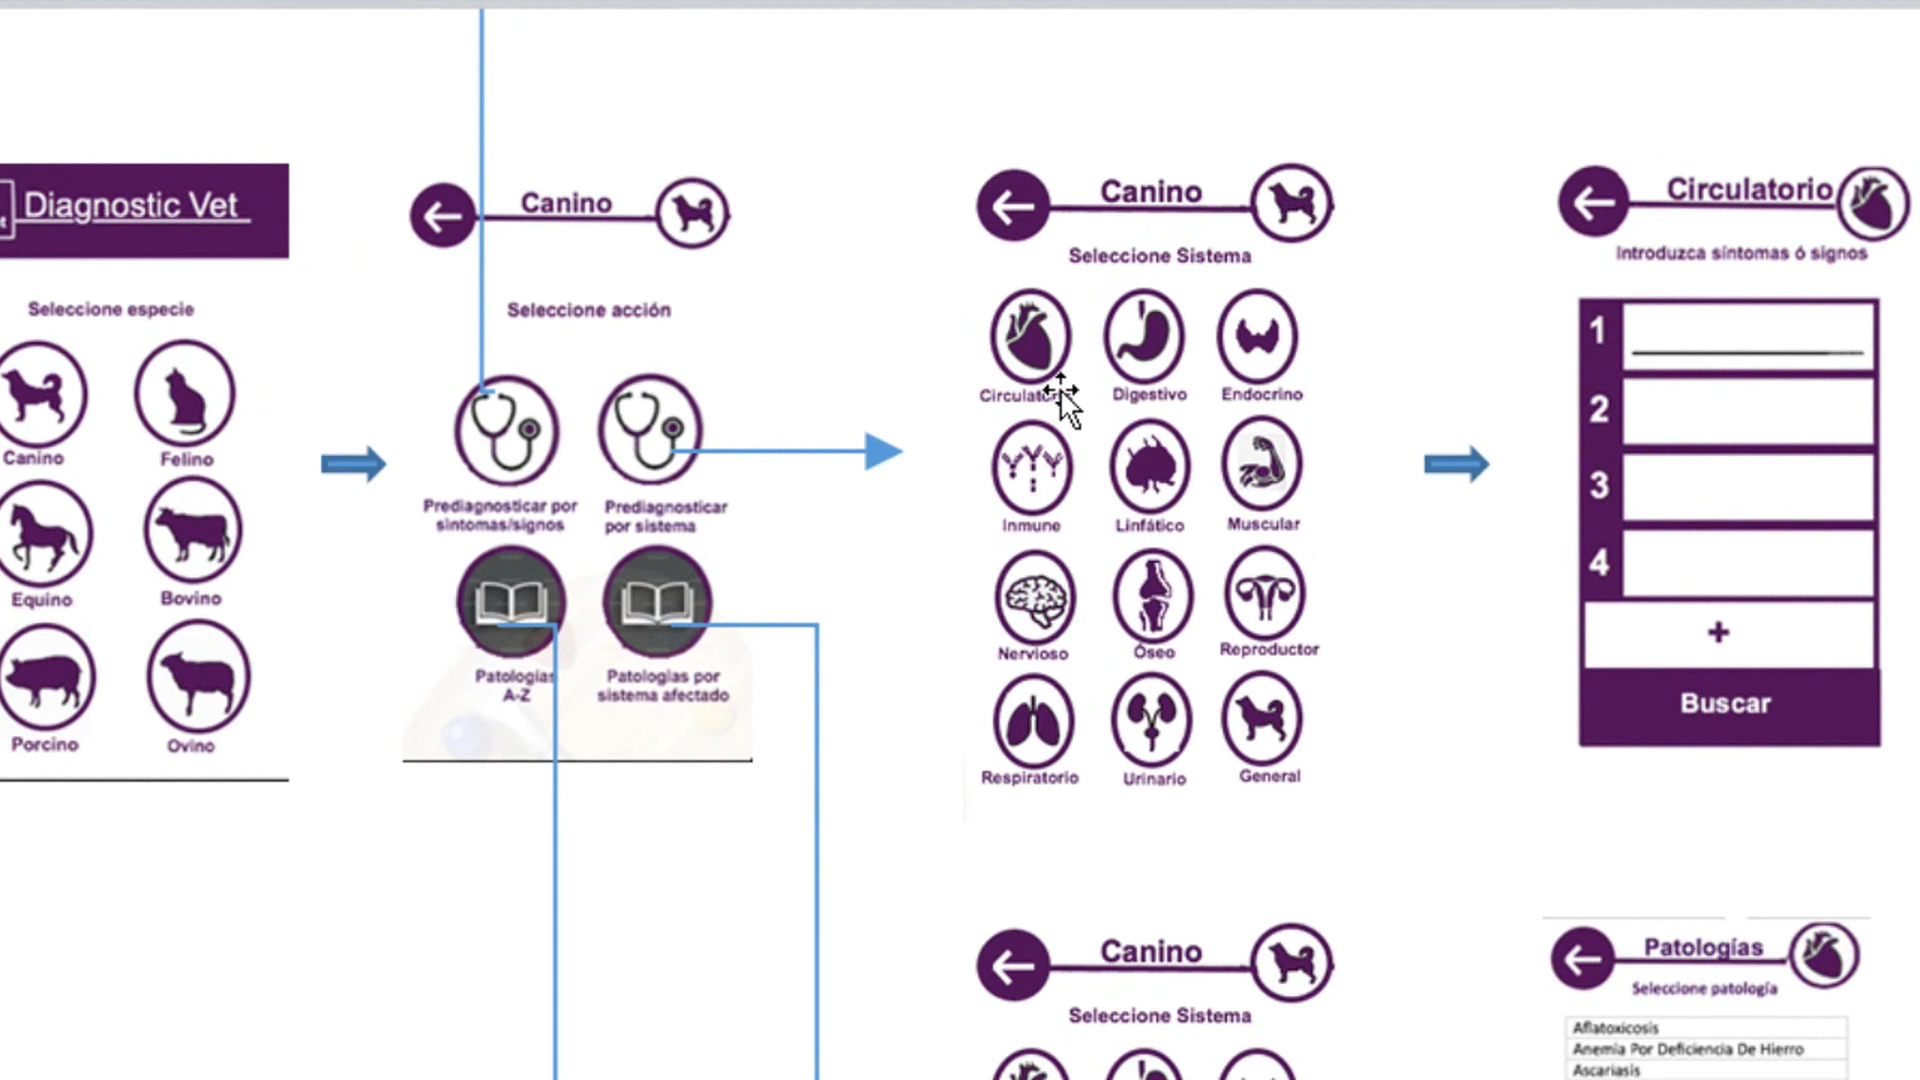 Diagnostic Vet
Seleccione especie
Canino
Felino
Equino
Bovino
Porcino
Ovino
Canino
Seleccione acción
Prediagnosticar por
sintomas/signos
Prediagnosticar
por sistema
Patologías
A-Z
Patologias por
sistema afectado
Canino
Seleccione Sistema
Digestivo
Endocrino
Inmune
Linfático
Muscular
Nervioso
Óseo
Reproductor
Respiratorio
Urinario
General
Circulatorio
Introduzca síntomas ó signos
1
2
3
4
+
Buscar
Canino
Seleccione Sistema
Patologías
Seleccione patología
Aflatoxicosis
Anemia Por Deficiencia De Hierro
Ascariasis